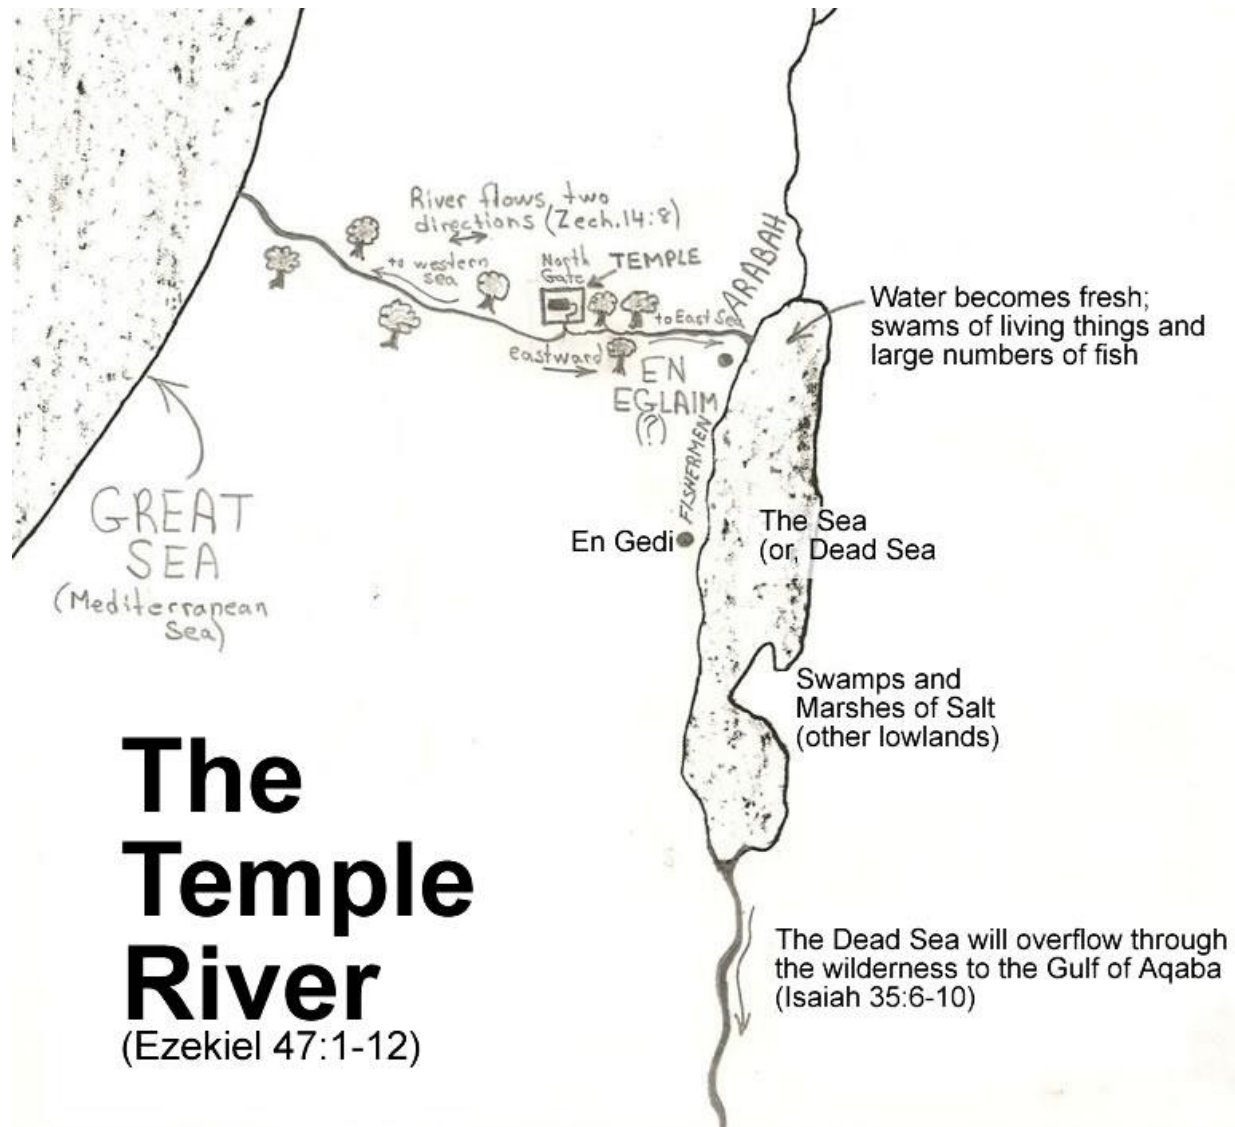 River flows two
directions (Zech.14:8)
to western
sea
North
Gate
TEMPLE
ARABAH
to East Sea
eastward
EN
EGLAIM
(?)
FISHERMEN
Water becomes fresh;
swams of living things and
large numbers of fish
GREAT
SEA
(Mediterranean
Sea)
En Gedi
The Sea
(or, Dead Sea
Swamps and
Marshes of Salt
(other lowlands)
The
Temple
River
(Ezekiel 47:1-12)
The Dead Sea will overflow through
the wilderness to the Gulf of Aqaba
(Isaiah 35:6-10)